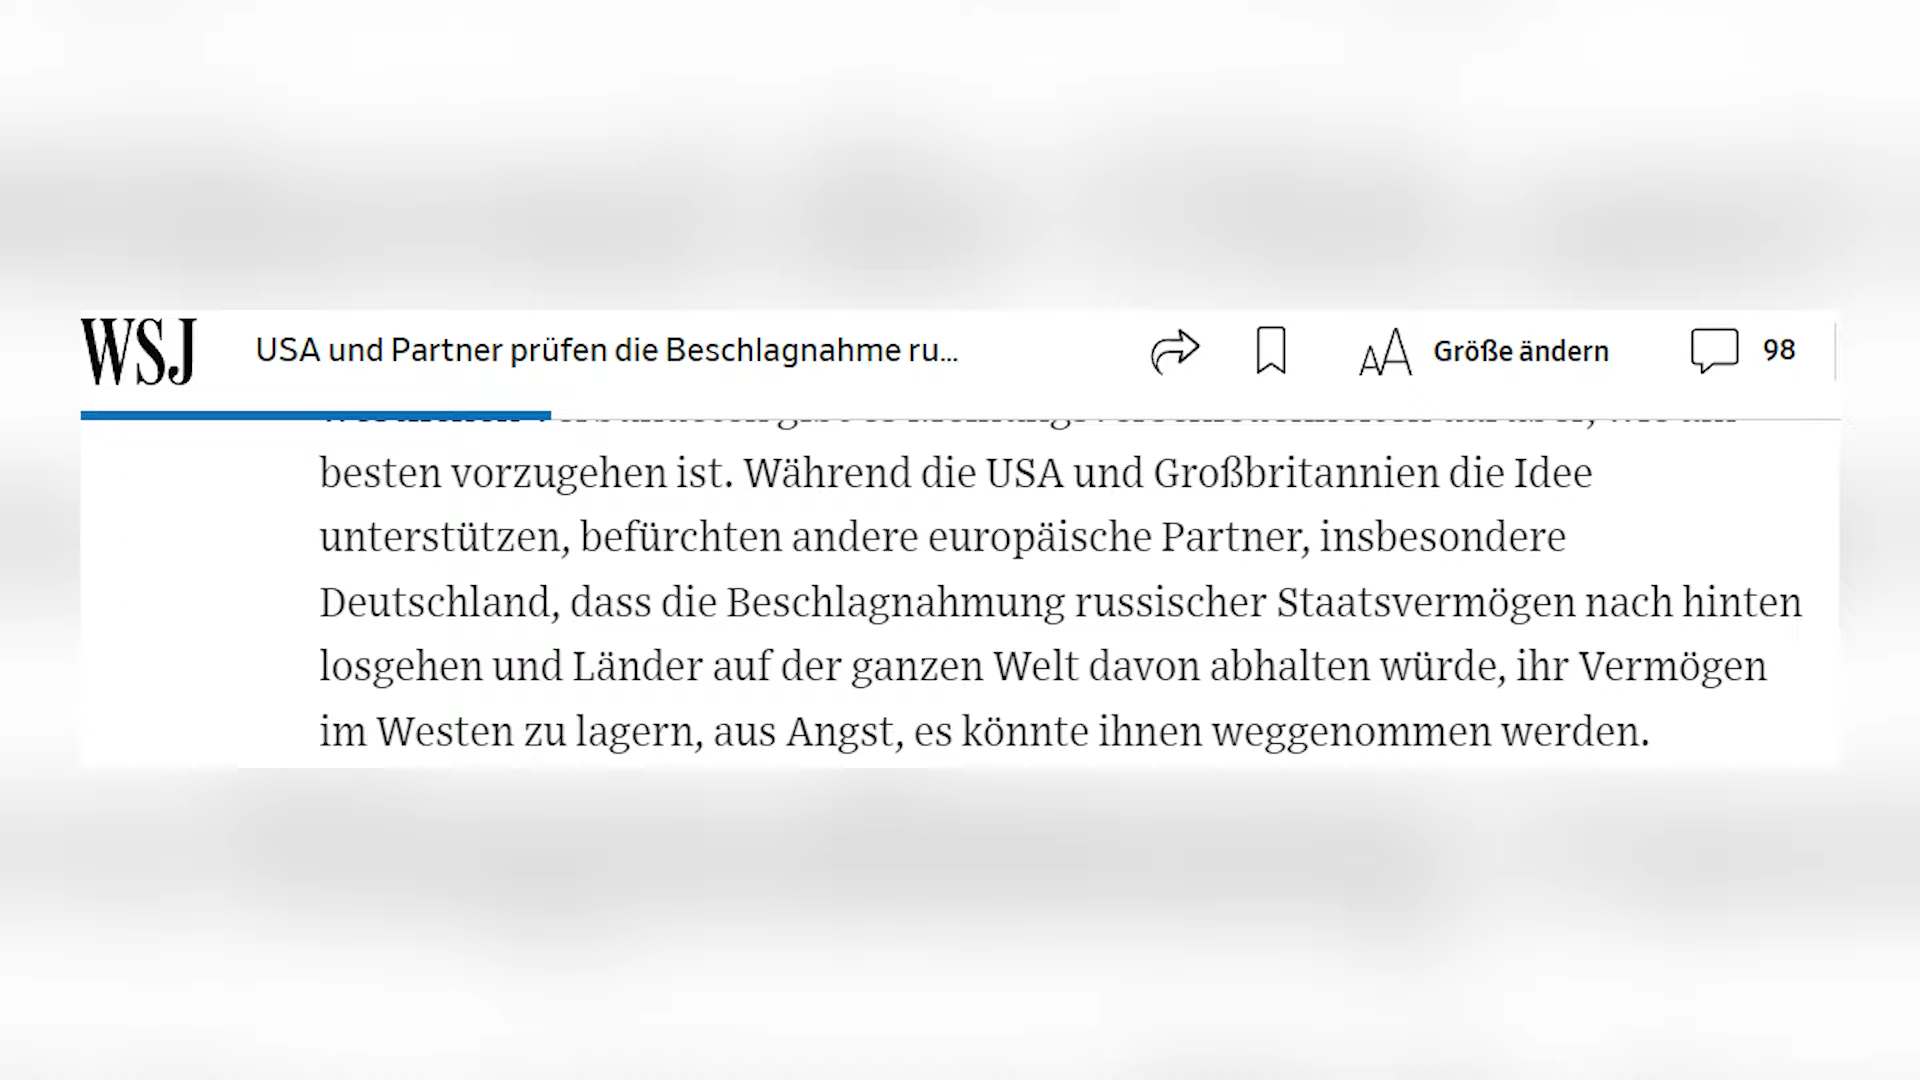 WSJ
USA und Partner prüfen die Beschlagnahme ru...
Größe ändern
98
besten vorzugehen ist. Während die USA und Großbritannien die Idee
unterstützen, befürchten andere europäische Partner, insbesondere
Deutschland, dass die Beschlagnahmung russischer Staatsvermögen nach hinten
losgehen und Länder auf der ganzen Welt davon abhalten würde, ihr Vermögen
im Westen zu lagern, aus Angst, es könnte ihnen weggenommen werden.